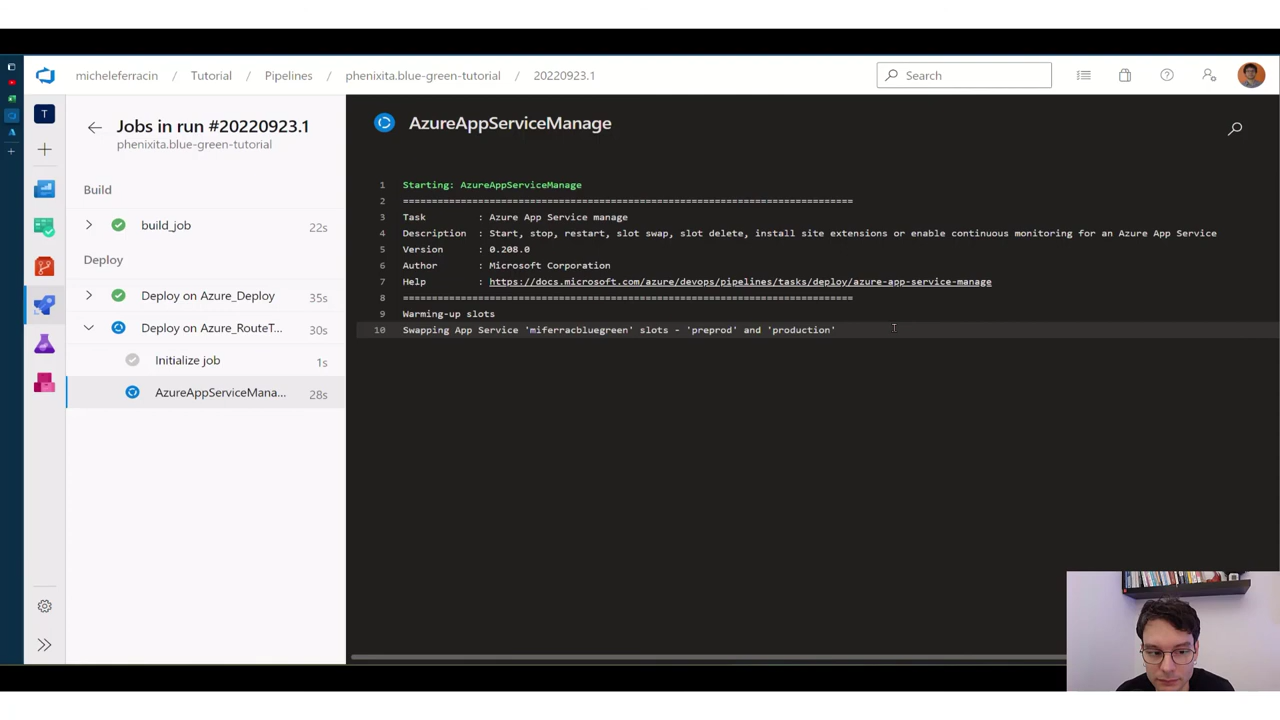 micheleferracin / Tutorial / Pipelines / phenixita.blue-green-tutorial / 20220923.1
Search
T
Jobs in run #20220923.1
phenixita.blue-green-tutorial
Build
build_job 22s
Deploy
Deploy on Azure_Deploy 35s
Deploy on Azure_RouteT... 30s
Initialize job 1s
AzureAppServiceMana... 28s
AzureAppServiceManage
1 Starting: AzureAppServiceManage
2 ==============================================================================
3 Task : Azure App Service manage
4 Description : Start, stop, restart, slot swap, slot delete, install site extensions or enable continuous monitoring for an Azure App Service
5 Version : 0.208.0
6 Author : Microsoft Corporation
7 Help : https://docs.microsoft.com/azure/devops/pipelines/tasks/deploy/azure-app-service-manage
8 ==============================================================================
9 Warming-up slots
10 Swapping App Service 'miferracbluegreen' slots - 'preprod' and 'production'